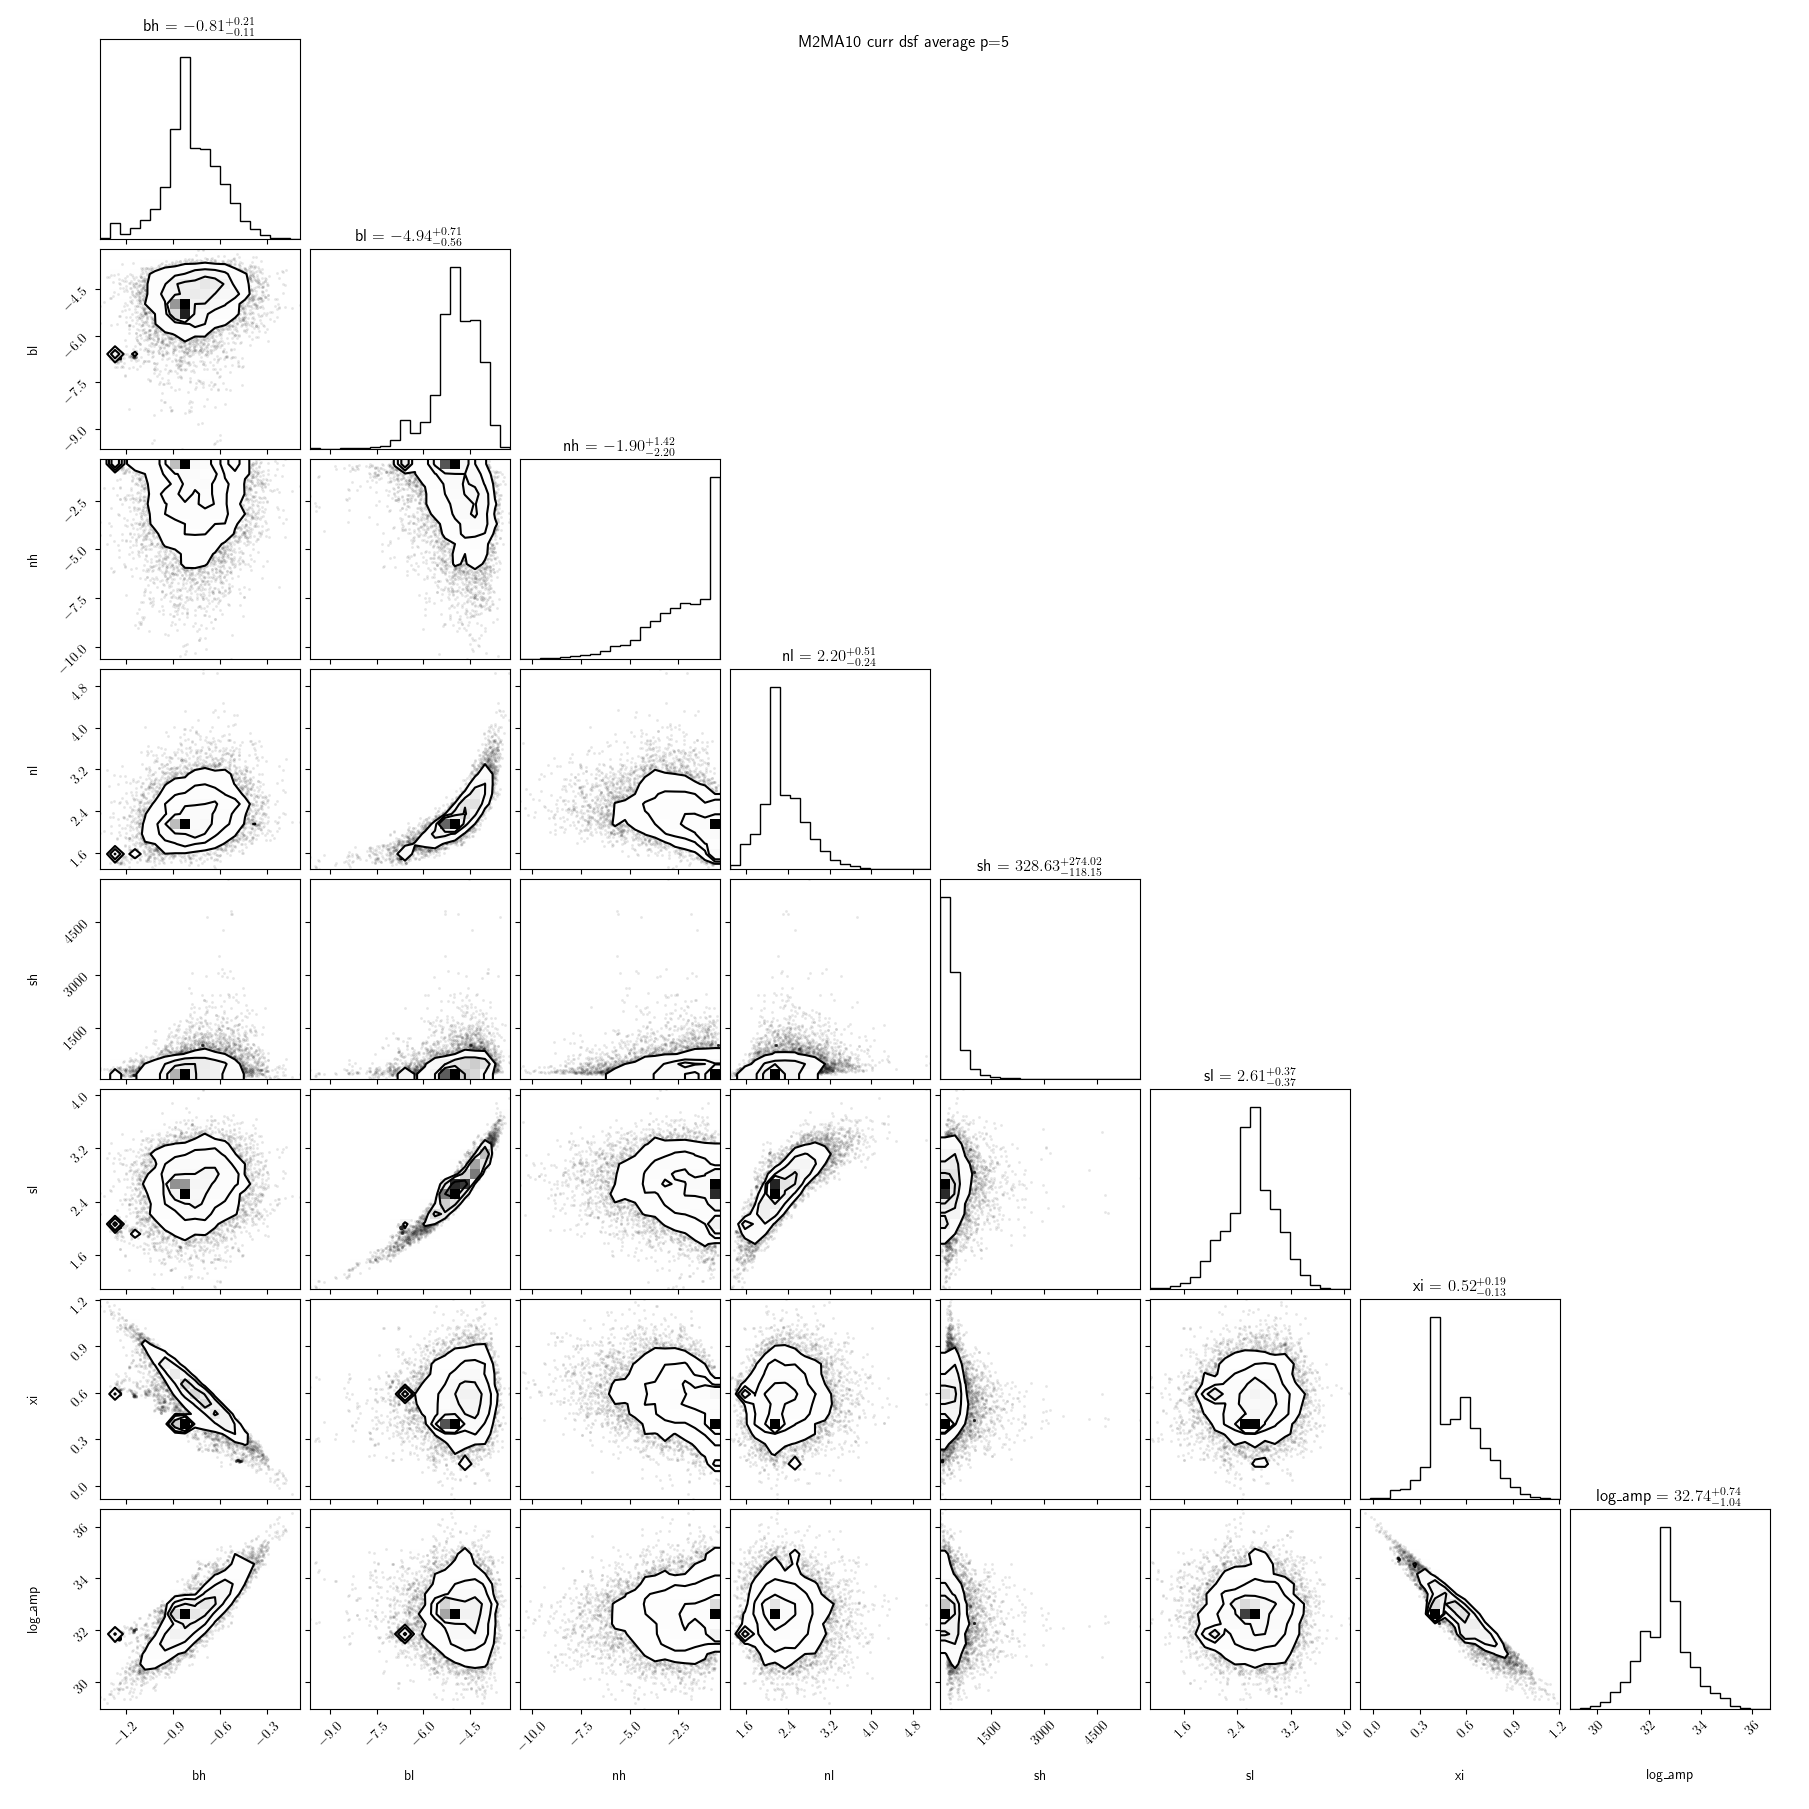 bh = −0.81+0.21−0.11
M2MA10 curr dsf average p=5
bl = −4.94+0.71−0.56
bl
−4.5
−6.0
−7.5
−9.0
nh = −1.90+1.42−2.20
nh
−2.5
−5.0
−7.5
−10.0
nl = 2.20+0.51−0.24
nl
4.8
4.0
3.2
2.4
1.6
sh = 328.63+274.02−118.15
sh
4500
3000
1500
sl = 2.61+0.37−0.37
sl
4.0
3.2
2.4
1.6
xi = 0.52+0.19−0.13
xi
1.2
0.9
0.6
0.3
0.0
log_amp = 32.74+0.74−1.04
log_amp
36
34
32
30
−1.2 −0.9 −0.6 −0.3 −9.0 −7.5 −6.0 −4.5 −10.0 −7.5 −5.0 −2.5 1.6 2.4 3.2 4.0 4.8 1500 3000 4500 1.6 2.4 3.2 4.0 0.0 0.3 0.6 0.9 1.2 30 32 34 36
bh bl nh nl sh sl xi log_amp